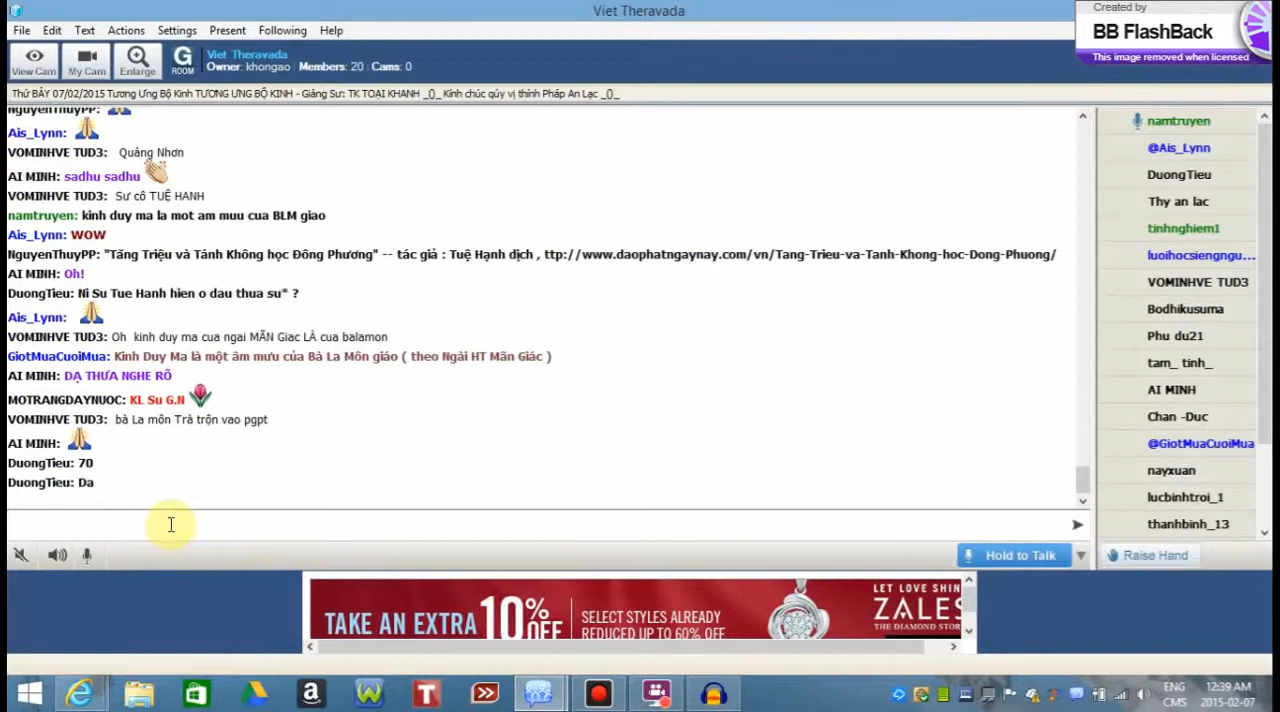 Viet Theravada
Created by
BB FlashBack
This image removed when licensed
File Edit Text Actions Settings Present Following Help
View Cam My Cam Enlarge G ROOM
Viet Theravada
Owner: khongao Members: 20 Cams: 0
Thứ BẢY 07/02/2015 Tương Ưng Bộ Kinh TƯƠNG ƯNG BỘ KINH - Giảng Sư: TK TOẠI KHANH _()_ Kính chúc qúy vị thính Pháp An Lạc _()_
NguyenThuyPP:
Ais_Lynn:
VOMINHVE TUD3: Quảng Nhơn
AI MINH: sadhu sadhu
VOMINHVE TUD3: Sư cô TUỆ HẠNH
namtruyen: kinh duy ma la mot am muu cua BLM giao
Ais_Lynn: WOW
NguyenThuyPP: "Tăng Triệu và Tánh Không học Đông Phương" -- tác giả : Tuệ Hạnh dịch , ttp://www.daophatngaynay.com/vn/Tang-Trieu-va-Tanh-Khong-hoc-Dong-Phuong/
AI MINH: Oh!
DuongTieu: Ni Su Tue Hanh hien o dau thua su* ?
Ais_Lynn:
VOMINHVE TUD3: Oh kinh duy ma cua ngai MÃN Giac LÀ cua balamon
GiotMuaCuoiMua: Kinh Duy Ma là một âm mưu của Bà La Môn giáo ( theo Ngài HT Mãn Giác )
AI MINH: DẠ THƯA NGHE RÕ
MOTRANGDAYNUOC: KL Su G.N
VOMINHVE TUD3: bà La môn Trà trộn vao pgpt
AI MINH:
DuongTieu: 70
DuongTieu: Da
namtruyen
@Ais_Lynn
DuongTieu
Thy an lac
tinhnghiem1
luoihocsiengngu...
VOMINHVE TUD3
Bodhikusuma
Phu du21
tam_ tinh_
AI MINH
Chan -Duc
@GiotMuaCuoiMua
nayxuan
lucbinhtroi_1
thanhbinh_13
Hold to Talk
Raise Hand
TAKE AN EXTRA 10% OFF
SELECT STYLES ALREADY
REDUCED UP TO 60% OFF
LET LOVE SHIN
ZALES
THE DIAMOND STOR
ENG 12:39 AM
CMS 2015-02-07